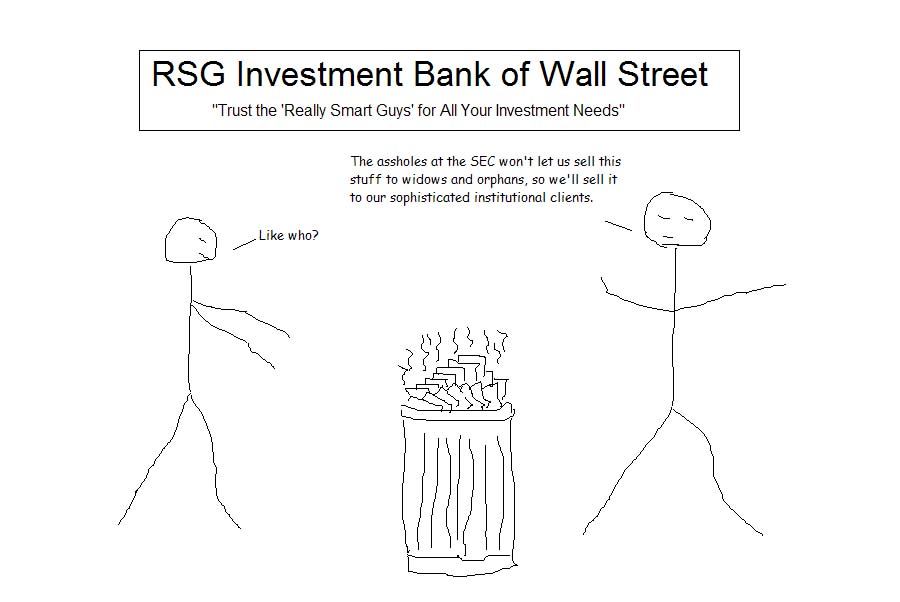 RSG Investment Bank of Wall Street
"Trust the 'Really Smart Guys' for All Your Investment Needs"
The assholes at the SEC won't let us sell this
stuff to widows and orphans, so we'll sell it
to our sophisticated institutional clients.
Like who?